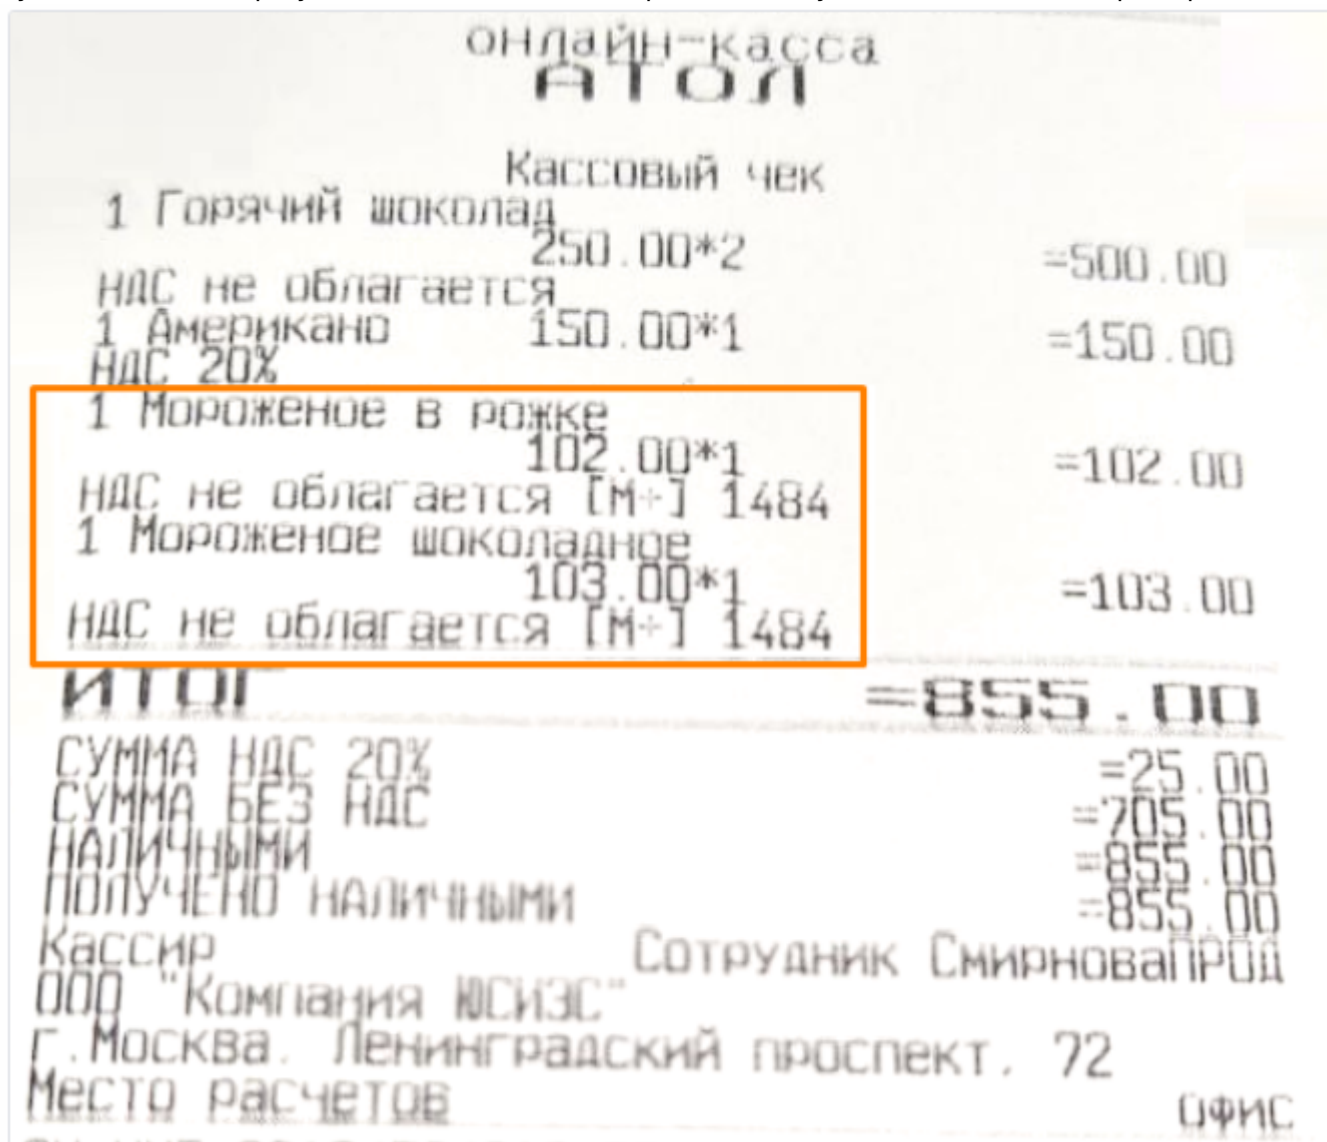 онлайн-касса
АТОЛ
Кассовый чек
1 Горячий шоколад
250.00*2 =500.00
НДС не облагается
1 Американо 150.00*1 =150.00
НДС 20%
1 Мороженое в рожке
102.00*1 =102.00
НДС не облагается [М+] 1484
1 Мороженое шоколадное
103.00*1 =103.00
НДС не облагается [М+] 1484
ИТОГ =855.00
СУММА НДС 20% =25.00
СУММА БЕЗ НДС =705.00
НАЛИЧНЫМИ =855.00
ПОЛУЧЕНО НАЛИЧНЫМИ =855.00
Кассир Сотрудник СмирноваПРОД
ООО "Компания ЮСИЭС"
г.Москва. Ленинградский проспект. 72
Место расчетов ОФИС